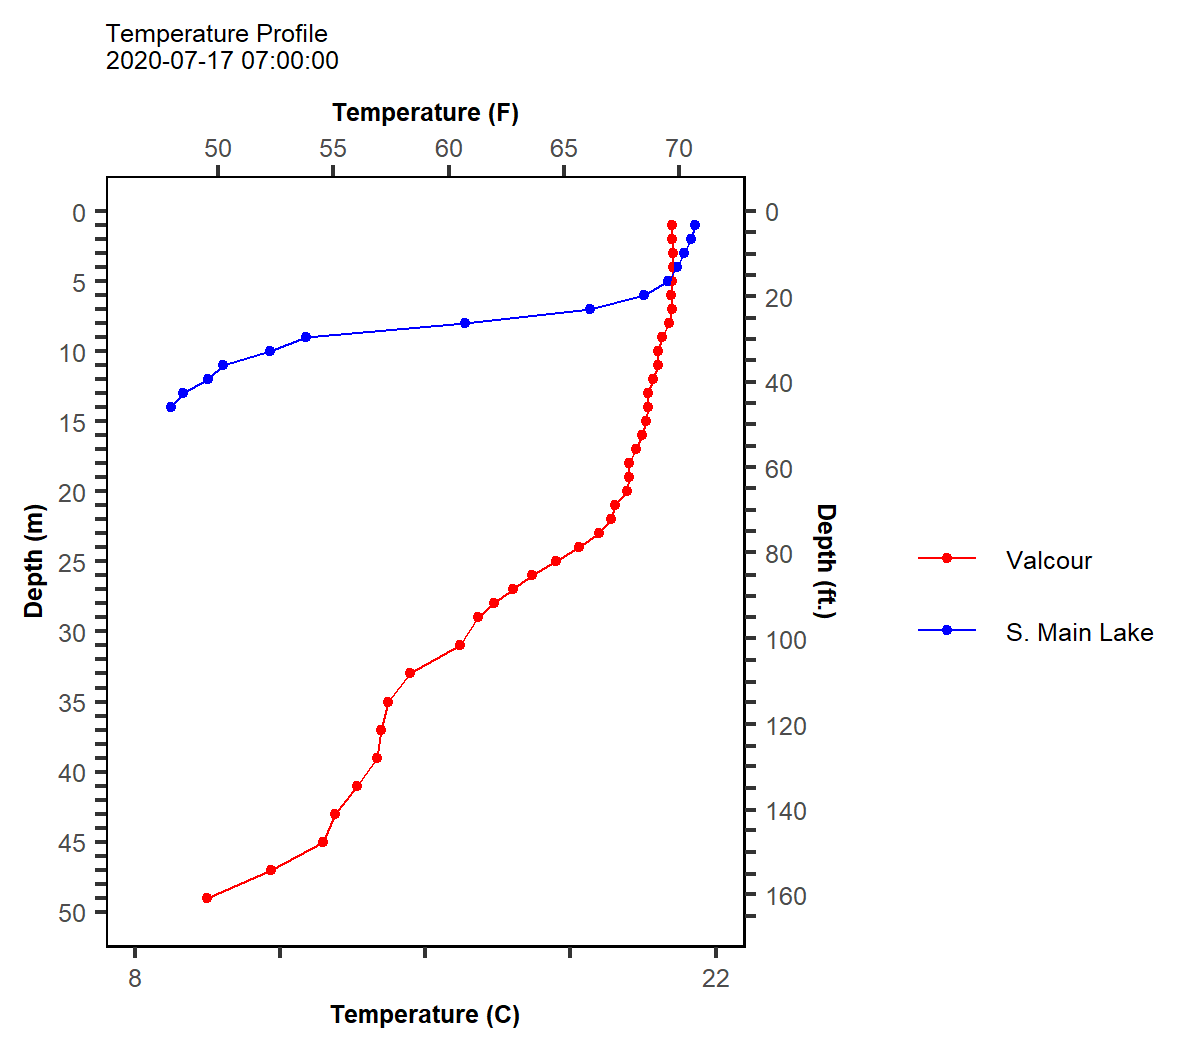 Temperature Profile
2020-07-17 07:00:00
Temperature (F)
50 55 60 65 70
0
5
10
15
20
25
30
35
40
45
50
Depth (m)
0
20
40
60
80
100
120
140
160
Depth (ft.)
8 22
Temperature (C)
Valcour
S. Main Lake